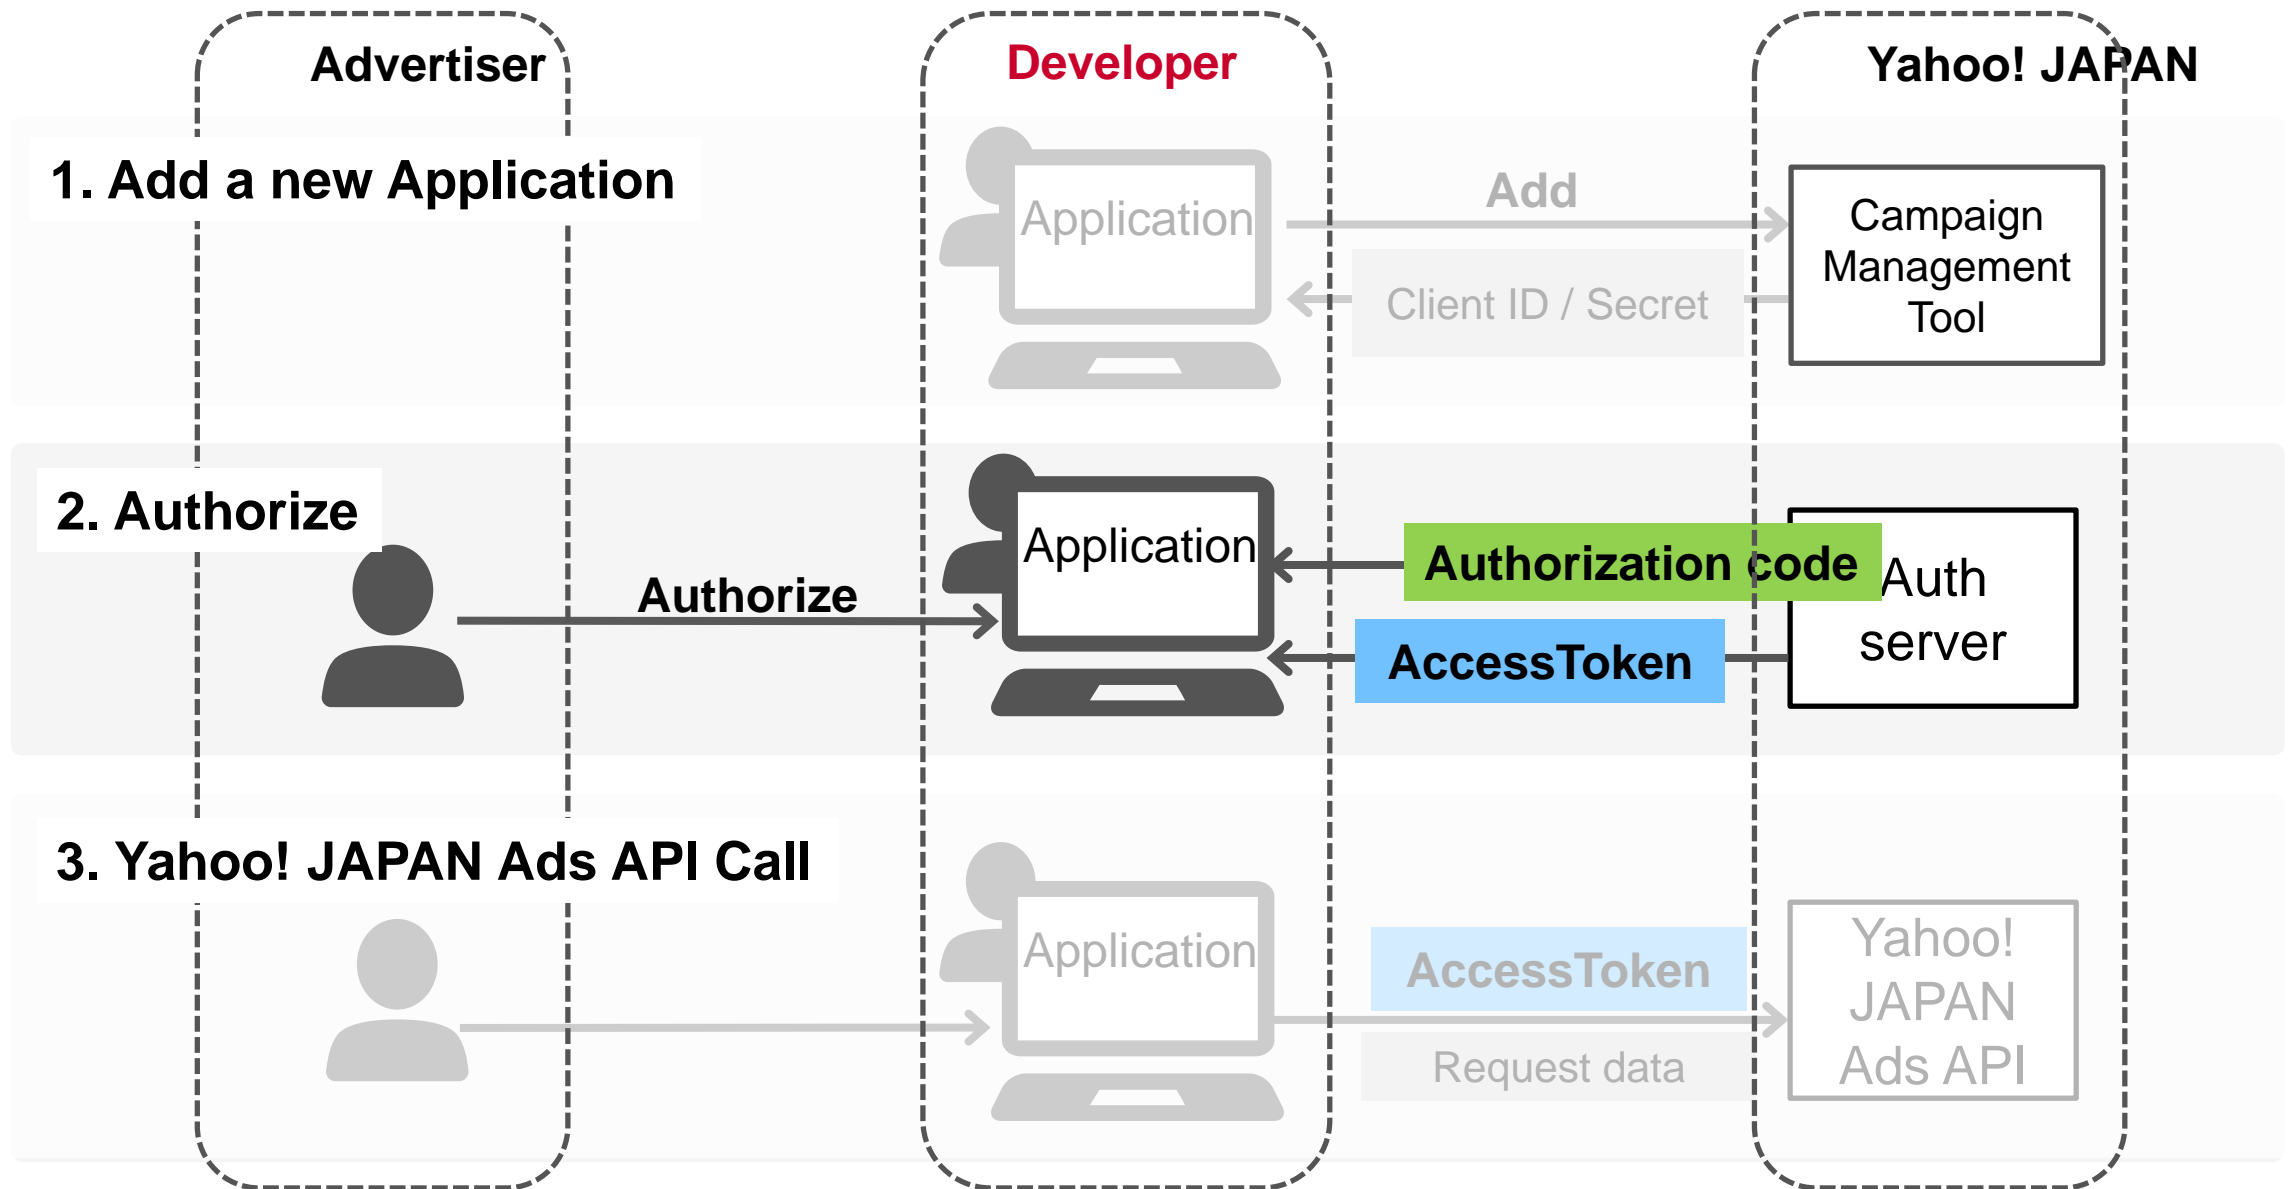 Advertiser
Developer
Yahoo! JAPAN
1. Add a new Application
Application
Add
Client ID / Secret
Campaign
Management
Tool
2. Authorize
Authorize
Application
Authorization code
AccessToken
Auth
server
3. Yahoo! JAPAN Ads API Call
Application
AccessToken
Request data
Yahoo!
JAPAN
Ads API